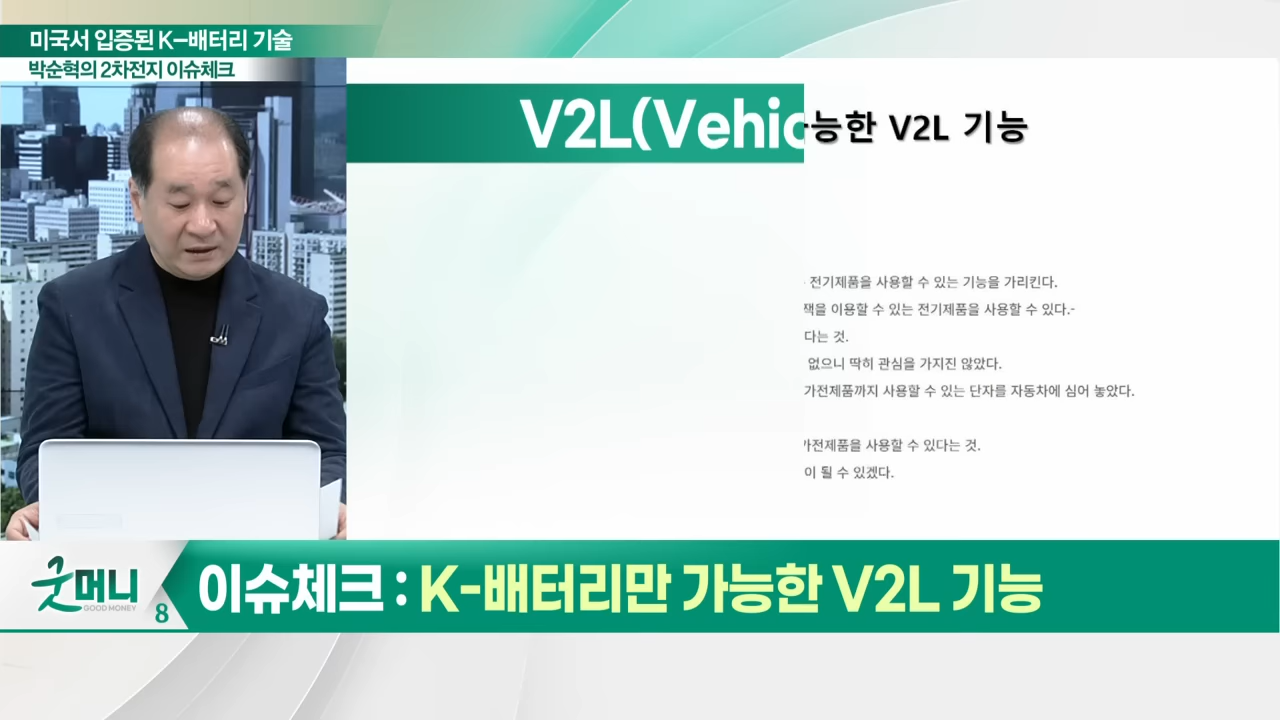 미국서 입증된 K-배터리 기술
박순혁의 2차전지 이슈체크
V2L(Vehic
능한 V2L 기능
전기제품을 사용할 수 있는 기능을 가리킨다.
을 이용할 수 있는 전기제품을 사용할 수 있다.-
다는 것.
없으니 딱히 관심을 가지진 않았다.
가전제품까지 사용할 수 있는 단자를 자동차에 심어 놓았다.
가전제품을 사용할 수 있다는 것.
이 될 수 있겠다.
굿머니
GOOD MONEY
8
이슈체크 : K-배터리만 가능한 V2L 기능